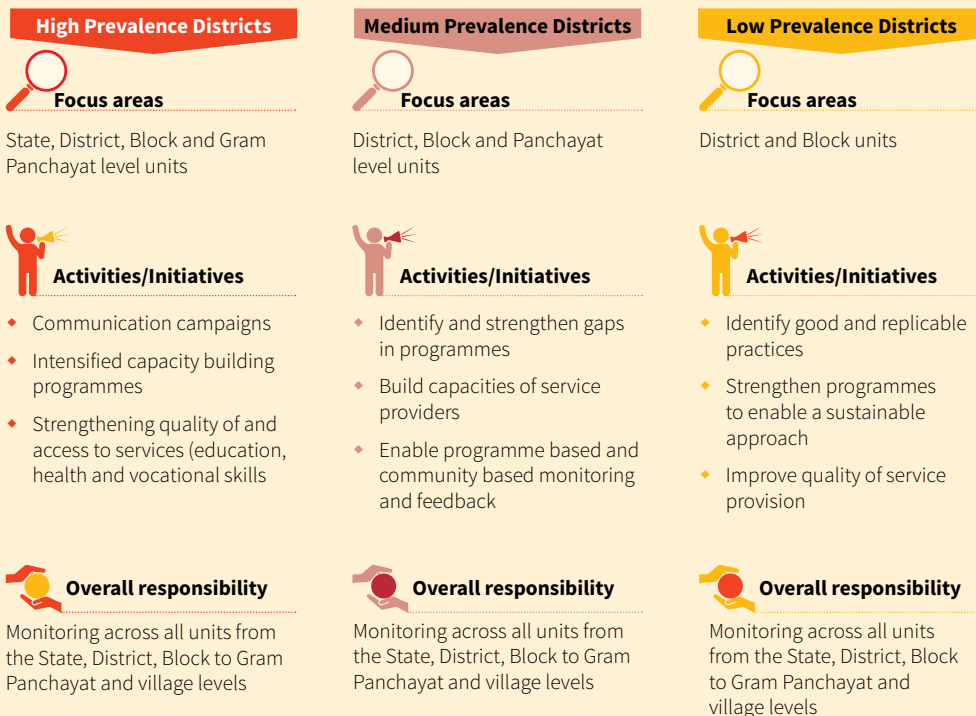 High Prevalence Districts
Focus areas
State, District, Block and Gram
Panchayat level units
Activities/Initiatives
◆ Communication campaigns
◆ Intensified capacity building
programmes
◆ Strengthening quality of and
access to services (education,
health and vocational skills
Overall responsibility
Monitoring across all units from
the State, District, Block to Gram
Panchayat and village levels
Medium Prevalence Districts
Focus areas
District, Block and Panchayat
level units
Activities/Initiatives
◆ Identify and strengthen gaps
in programmes
◆ Build capacities of service
providers
◆ Enable programme based and
community based monitoring
and feedback
Overall responsibility
Monitoring across all units from
the State, District, Block to Gram
Panchayat and village levels
Low Prevalence Districts
Focus areas
District and Block units
Activities/Initiatives
◆ Identify good and replicable
practices
◆ Strengthen programmes
to enable a sustainable
approach
◆ Improve quality of service
provision
Overall responsibility
Monitoring across all units
from the State, District, Block
to Gram Panchayat and
village levels